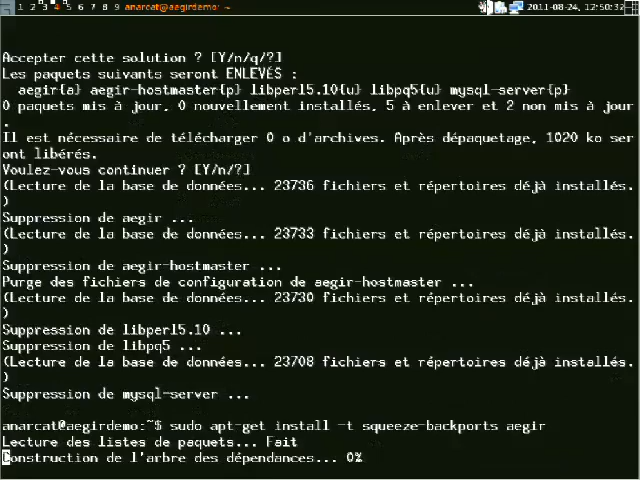 1 2 3 4 5 6 7 8 9 anarcat@aegirdemo: ~ 2011-08-24, 12:50:32
Accepter cette solution ? [Y/n/q/?]
Les paquets suivants seront ENLEVÉS :
aegir{a} aegir-hostmaster{p} libperl5.10{u} libpq5{u} mysql-server{p}
0 paquets mis à jour, 0 nouvellement installés, 5 à enlever et 2 non mis à jour
.
Il est nécessaire de télécharger 0 o d'archives. Après dépaquetage, 1020 ko ser
ont libérés.
Voulez-vous continuer ? [Y/n/?]
(Lecture de la base de données... 23736 fichiers et répertoires déjà installés.
)
Suppression de aegir ...
(Lecture de la base de données... 23733 fichiers et répertoires déjà installés.
)
Suppression de aegir-hostmaster ...
Purge des fichiers de configuration de aegir-hostmaster ...
(Lecture de la base de données... 23730 fichiers et répertoires déjà installés.
)
Suppression de libperl5.10 ...
Suppression de libpq5 ...
(Lecture de la base de données... 23708 fichiers et répertoires déjà installés.
)
Suppression de mysql-server ...
anarcat@aegirdemo:~$ sudo apt-get install -t squeeze-backports aegir
Lecture des listes de paquets... Fait
Construction de l'arbre des dépendances... 0%